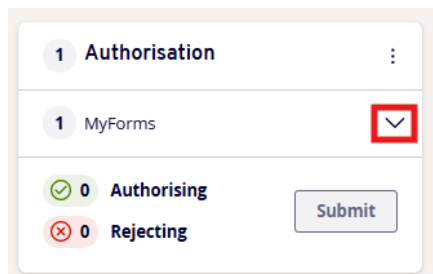 1 Authorisation
1 MyForms
0 Authorising
0 Rejecting
Submit